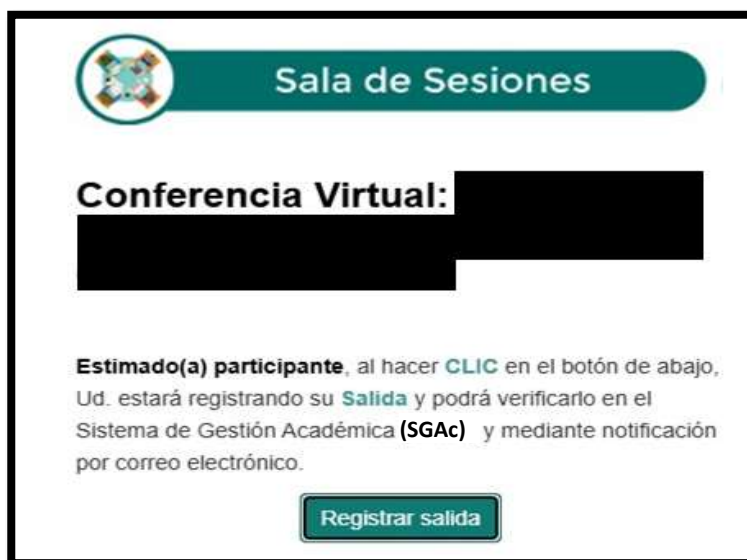 Sala de Sesiones
Conferencia Virtual:
Estimado(a) participante, al hacer CLIC en el botón de abajo,
Ud. estará registrando su Salida y podrá verificarlo en el
Sistema de Gestión Académica (SGAc) y mediante notificación
por correo electrónico.
Registrar salida